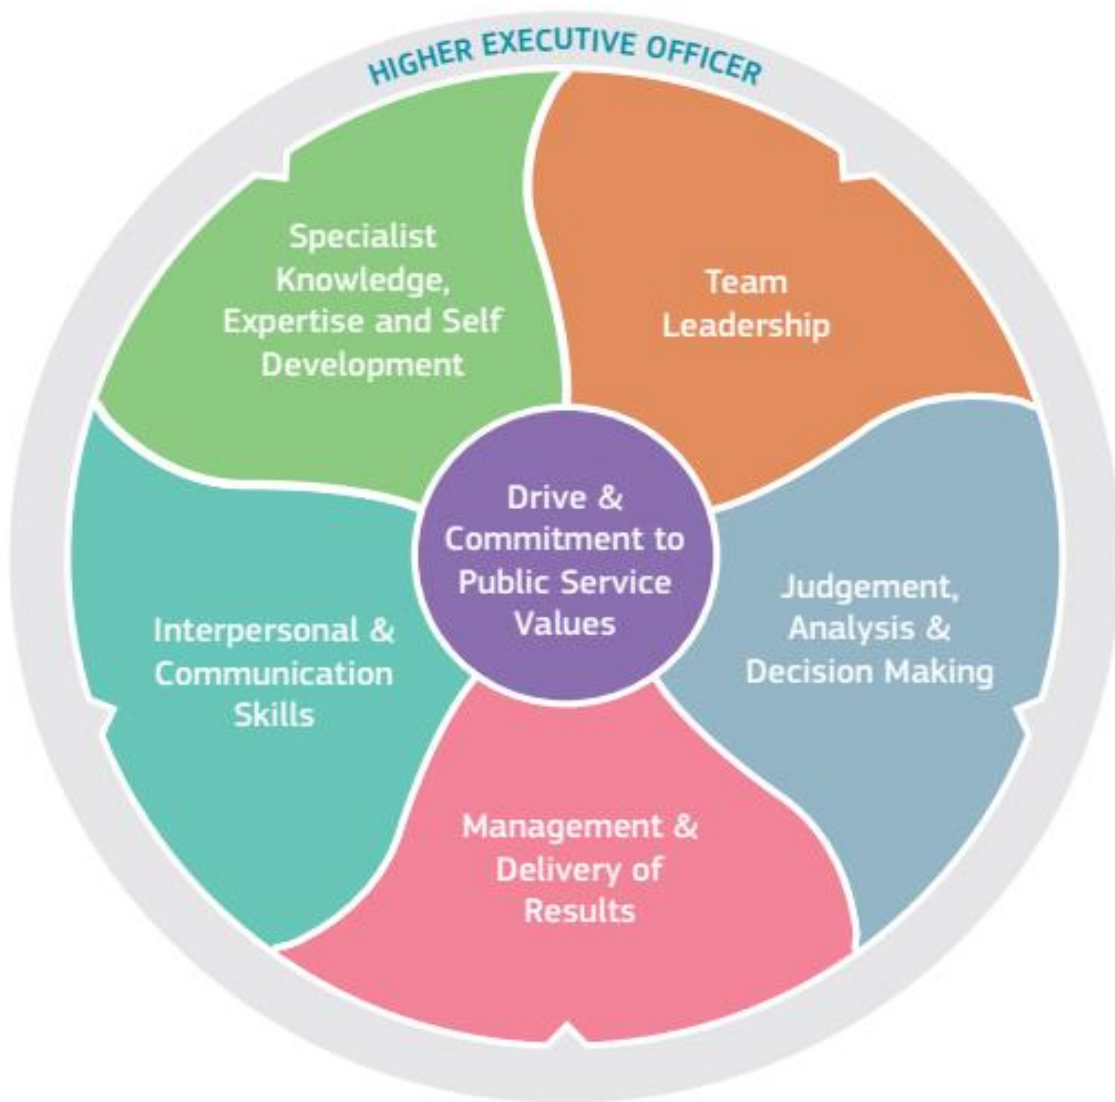 HIGHER EXECUTIVE OFFICER
Specialist
Knowledge,
Expertise and Self
Development
Team
Leadership
Drive &
Commitment to
Public Service
Values
Judgement,
Analysis &
Decision Making
Interpersonal &
Communication
Skills
Management &
Delivery of
Results